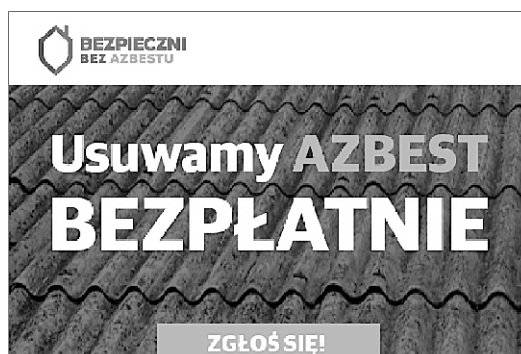 BEZPIECZNI
BEZ AZBESTU
Usuwamy AZBEST
BEZPŁATNIE
ZGŁOŚ SIĘ!